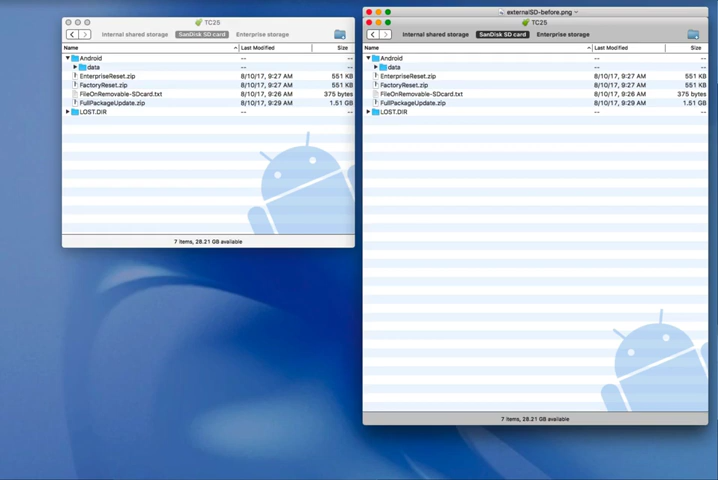 TC25
Internal shared storage SanDisk SD card Enterprise storage
Name Last Modified Size
Android -- --
data -- --
EnterpriseReset.zip 8/10/17, 9:27 AM 551 KB
FactoryReset.zip 8/10/17, 9:27 AM 551 KB
FileOnRemovable-SDcard.txt 8/10/17, 9:26 AM 375 bytes
FullPackageUpdate.zip 8/10/17, 9:29 AM 1.51 GB
LOST.DIR -- --
7 items, 28.21 GB available
externalSD-before.png
TC25
Internal shared storage SanDisk SD card Enterprise storage
Name Last Modified Size
Android -- --
data -- --
EnterpriseReset.zip 8/10/17, 9:27 AM 551 KB
FactoryReset.zip 8/10/17, 9:27 AM 551 KB
FileOnRemovable-SDcard.txt 8/10/17, 9:26 AM 375 bytes
FullPackageUpdate.zip 8/10/17, 9:29 AM 1.51 GB
LOST.DIR -- --
7 items, 28.21 GB available